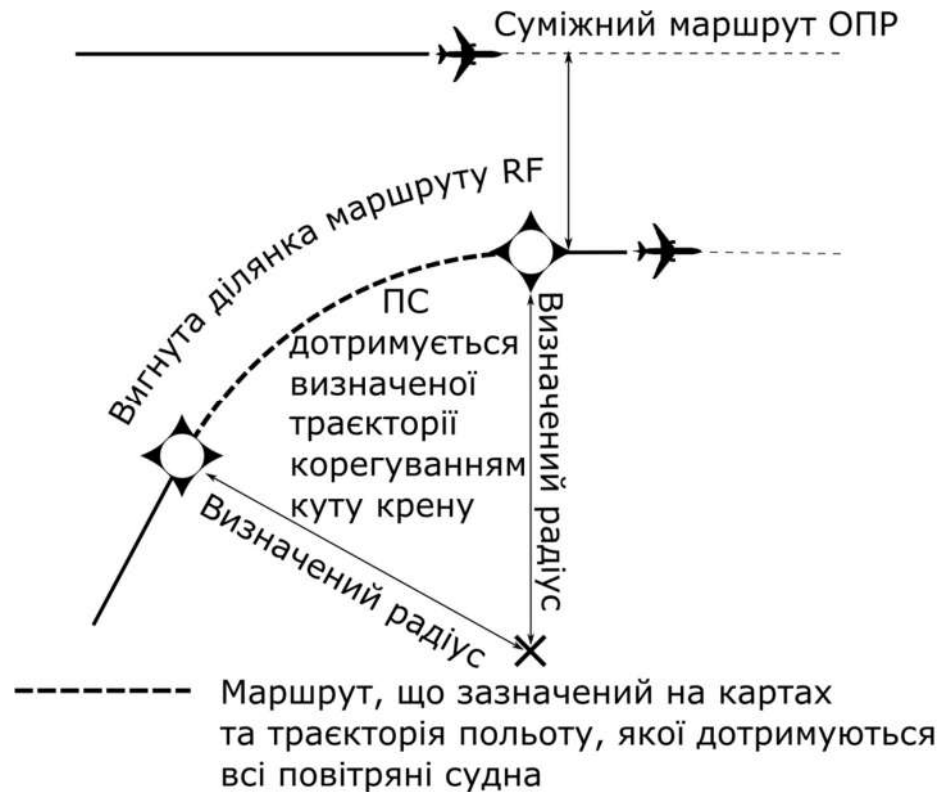 Суміжний маршрут ОПР
Вигнута ділянка маршруту RF
ПС
дотримується
визначеної
траєкторії
корегуванням
куту крену
Визначений радіус
Визначений радіус
Маршрут, що зазначений на картах
та траєкторія польоту, якої дотримуються
всі повітряні судна